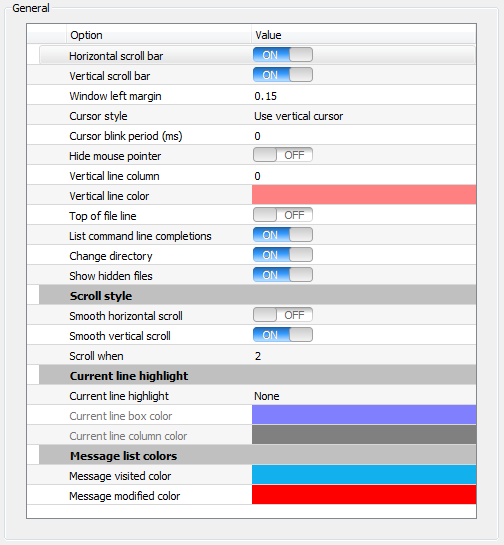 General
Option Value
Horizontal scroll bar ON
Vertical scroll bar ON
Window left margin 0.15
Cursor style Use vertical cursor
Cursor blink period (ms) 0
Hide mouse pointer OFF
Vertical line column 0
Vertical line color
Top of file line OFF
List command line completions ON
Change directory ON
Show hidden files ON
Scroll style
Smooth horizontal scroll OFF
Smooth vertical scroll ON
Scroll when 2
Current line highlight
Current line highlight None
Current line box color
Current line column color
Message list colors
Message visited color
Message modified color